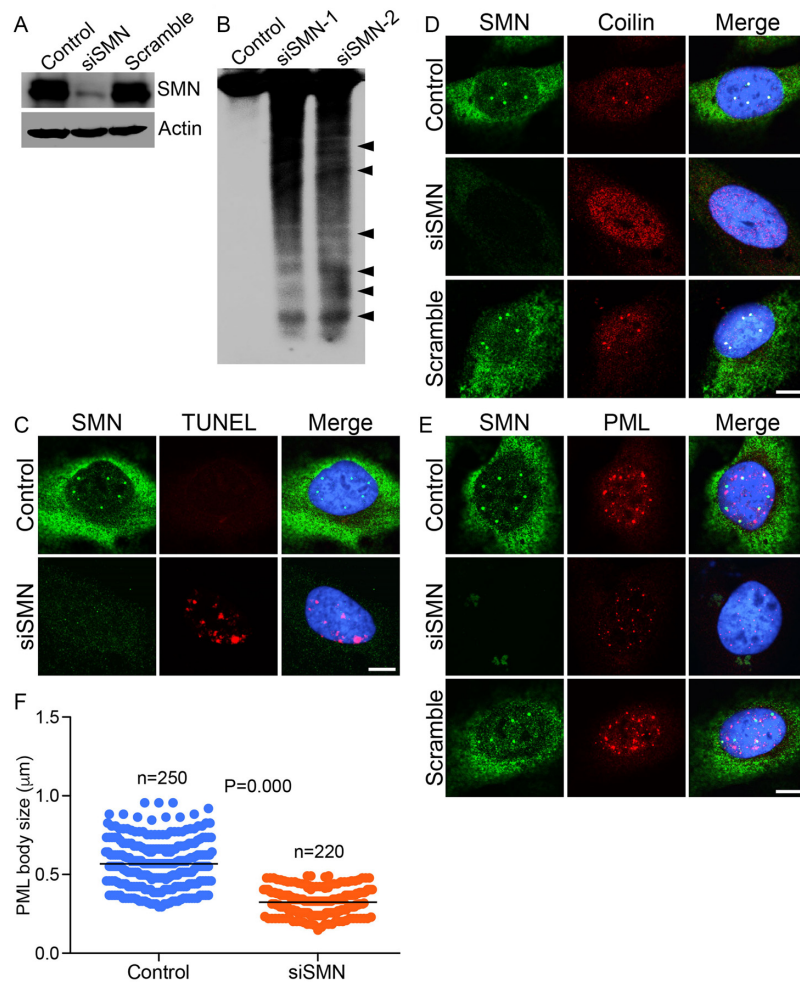 A
Control
siSMN
Scramble
SMN
Actin
B
Control
siSMN-1
siSMN-2
C
SMN TUNEL Merge
Control
siSMN
D
SMN Coilin Merge
Control
siSMN
Scramble
E
SMN PML Merge
Control
siSMN
Scramble
F
PML body size (μm)
1.5
1.0
0.5
0.0
n=250
P=0.000
n=220
Control siSMN